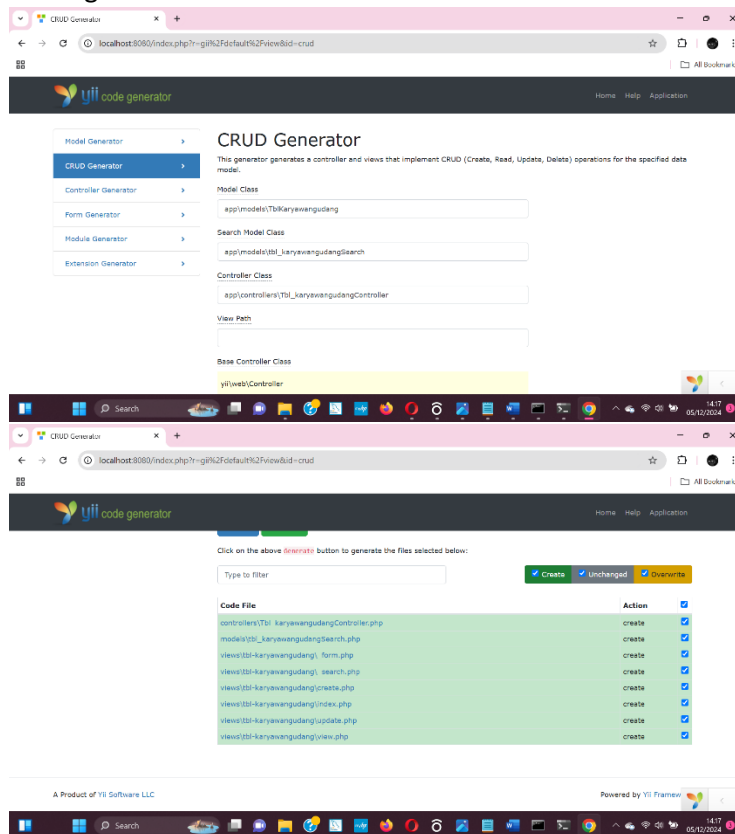 CRUD Generator
localhost:8080/index.php?r=gii%2Fdefault%2Fview&id=crud
All Bookmark
yii code generator
Home Help Application
Model Generator
CRUD Generator
Controller Generator
Form Generator
Module Generator
Extension Generator
CRUD Generator
This generator generates a controller and views that implement CRUD (Create, Read, Update, Delete) operations for the specified data
model.
Model Class
app\models\TblKaryawangudang
Search Model Class
app\models\tbl_karyawangudangSearch
Controller Class
app\controllers\Tbl_karyawangudangController
View Path
Base Controller Class
yii\web\Controller
Search
14.17
05/12/2024
CRUD Generator
localhost:8080/index.php?r=gii%2Fdefault%2Fview&id=crud
All Bookmark
yii code generator
Home Help Application
Click on the above Generate button to generate the files selected below:
Type to filter
Create Unchanged Overwrite
Code File Action
controllers\Tbl_karyawangudangController.php create
models\tbl_karyawangudangSearch.php create
views\tbl-karyawangudang\_form.php create
views\tbl-karyawangudang\_search.php create
views\tbl-karyawangudang\create.php create
views\tbl-karyawangudang\index.php create
views\tbl-karyawangudang\update.php create
views\tbl-karyawangudang\view.php create
A Product of Yii Software LLC
Powered by Yii Framew
Search
14.17
05/12/2024